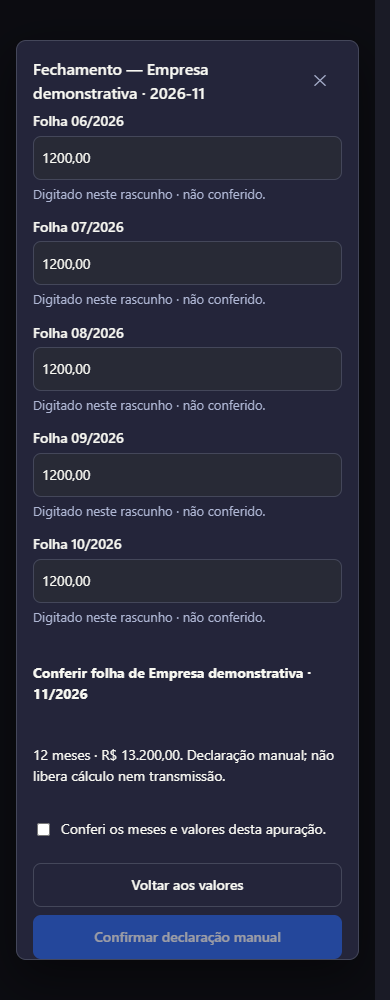 Fechamento — Empresa
demonstrativa · 2026-11
Folha 06/2026
1200,00
Digitado neste rascunho · não conferido.
Folha 07/2026
1200,00
Digitado neste rascunho · não conferido.
Folha 08/2026
1200,00
Digitado neste rascunho · não conferido.
Folha 09/2026
1200,00
Digitado neste rascunho · não conferido.
Folha 10/2026
1200,00
Digitado neste rascunho · não conferido.
Conferir folha de Empresa demonstrativa ·
11/2026
12 meses · R$ 13.200,00. Declaração manual; não
libera cálculo nem transmissão.
Conferi os meses e valores desta apuração.
Voltar aos valores
Confirmar declaração manual